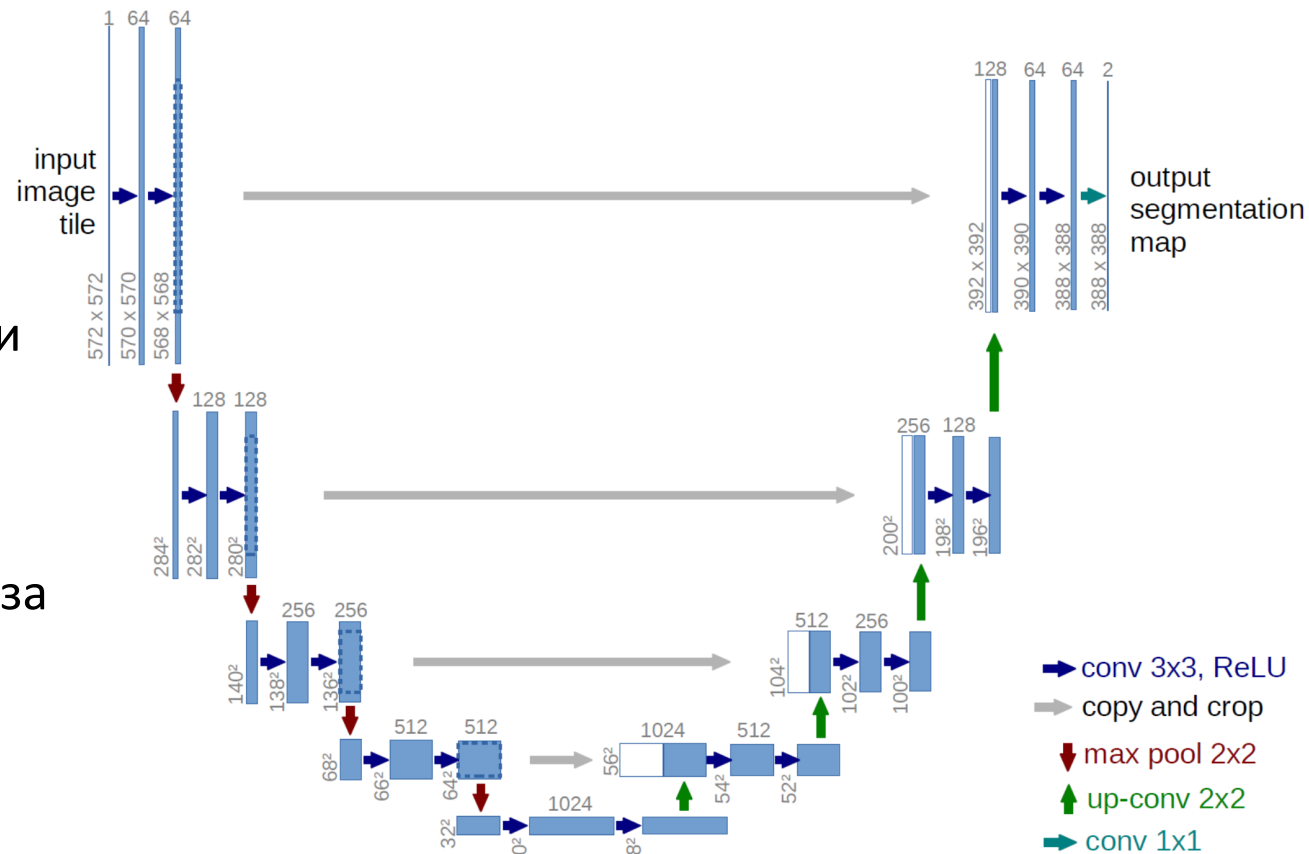 1 64 64
input
image
tile
572 x 572
570 x 570
568 x 568
128 64 64 2
392 x 392
390 x 390
388 x 388
388 x 388
output
segmentation
map
и
128 128
284²
282²
280²
256 128
200²
198²
196²
за
256 256
140²
138²
136²
512 256
104²
102²
100²
512 512
68²
66²
64²
1024 512
56²
54²
52²
1024
32²
conv 3x3, ReLU
copy and crop
max pool 2x2
up-conv 2x2
conv 1x1